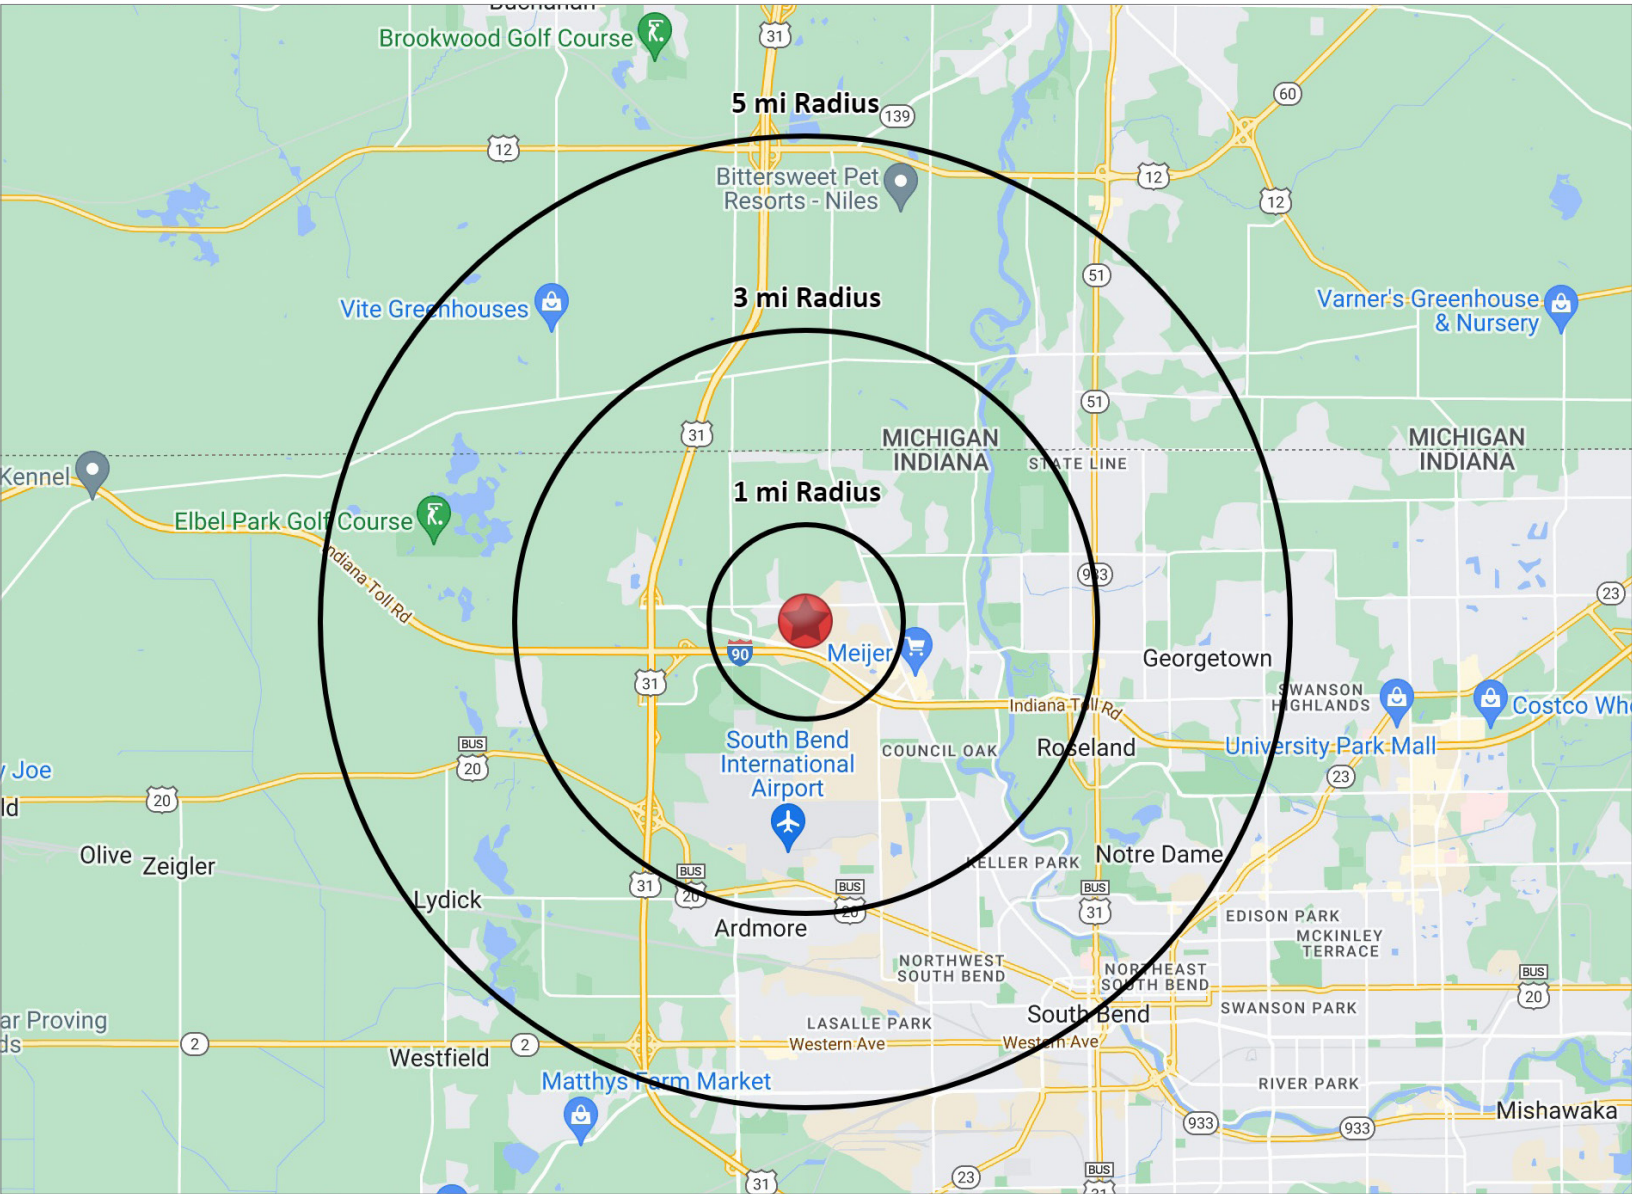 Buchanan
Brookwood Golf Course
31
60
5 mi Radius
139
12
Bittersweet Pet
Resorts - Niles
12
12
51
3 mi Radius
Vite Greenhouses
Varner's Greenhouse
& Nursery
51
31
MICHIGAN
INDIANA
MICHIGAN
INDIANA
STATE LINE
Kennel
1 mi Radius
Elbel Park Golf Course
Indiana Toll Rd
933
23
90
Meijer
Georgetown
31
SWANSON
HIGHLANDS
Indiana Toll Rd
Costco Who
South Bend
International
Airport
COUNCIL OAK
Roseland
University Park Mall
BUS
20
y Joe
23
20
ld
Olive
Zeigler
KELLER PARK
Notre Dame
BUS
20
31
BUS
20
BUS
31
Lydick
Ardmore
EDISON PARK
MCKINLEY
TERRACE
NORTHWEST
SOUTH BEND
NORTHEAST
SOUTH BEND
BUS
20
SWANSON PARK
South Bend
ar Proving
ds
LASALLE PARK
2
2
Western Ave
Western Ave
Westfield
Matthys Farm Market
RIVER PARK
Mishawaka
933
933
23
BUS
31
31